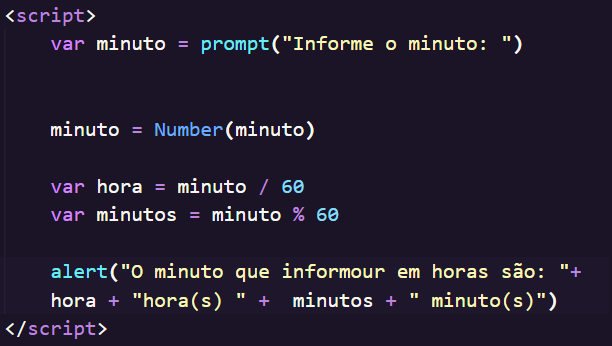 <script>
var minuto = prompt("Informe o minuto: ")
minuto = Number(minuto)
var hora = minuto / 60
var minutos = minuto % 60
alert("O minuto que informour em horas são: "+
hora + "hora(s) " +  minutos + " minuto(s)")
</script>